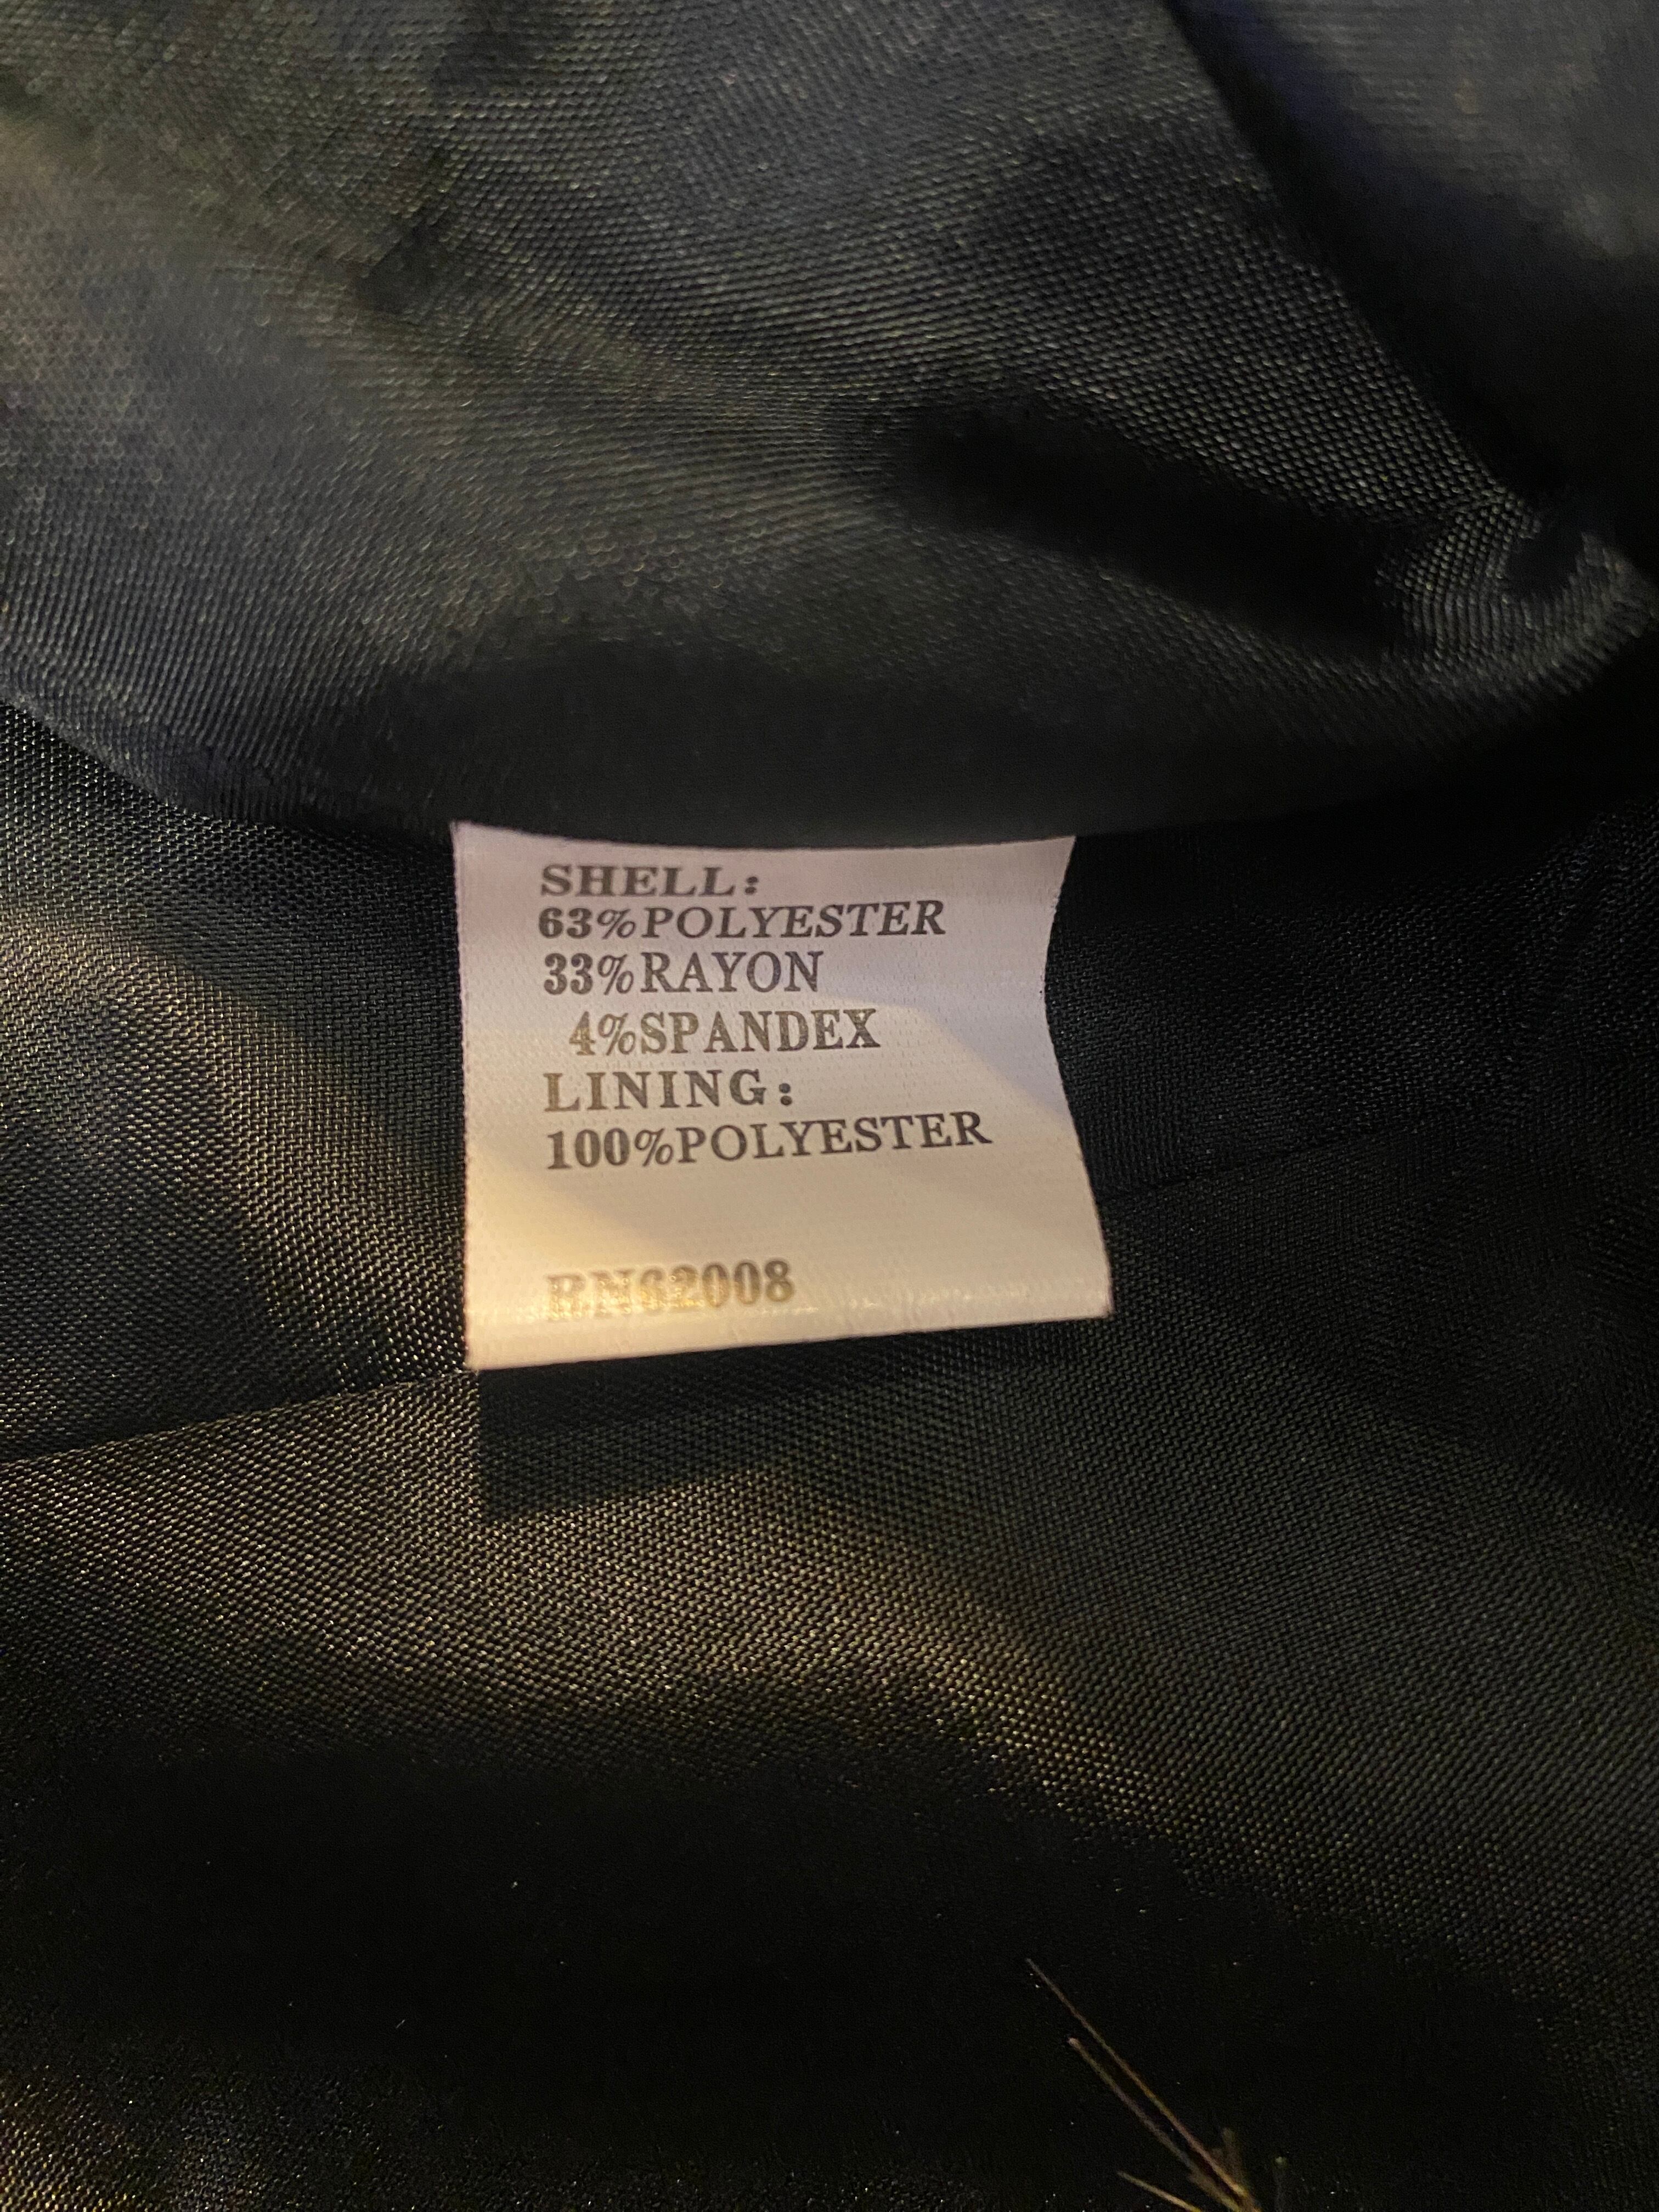 SHELL:
63%POLYESTER
33%RAYON
4%SPANDEX
LINING:
100%POLYESTER
RN62008